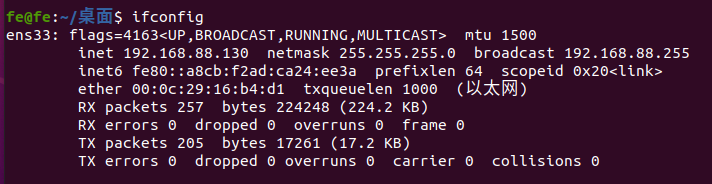 fe@fe:~/桌面$ ifconfig
ens33: flags=4163<UP,BROADCAST,RUNNING,MULTICAST>  mtu 1500
        inet 192.168.88.130  netmask 255.255.255.0  broadcast 192.168.88.255
        inet6 fe80::a8cb:f2ad:ca24:ee3a  prefixlen 64  scopeid 0x20<link>
        ether 00:0c:29:16:b4:d1  txqueuelen 1000  (以太网)
        RX packets 257  bytes 224248 (224.2 KB)
        RX errors 0  dropped 0  overruns 0  frame 0
        TX packets 205  bytes 17261 (17.2 KB)
        TX errors 0  dropped 0 overruns 0  carrier 0  collisions 0